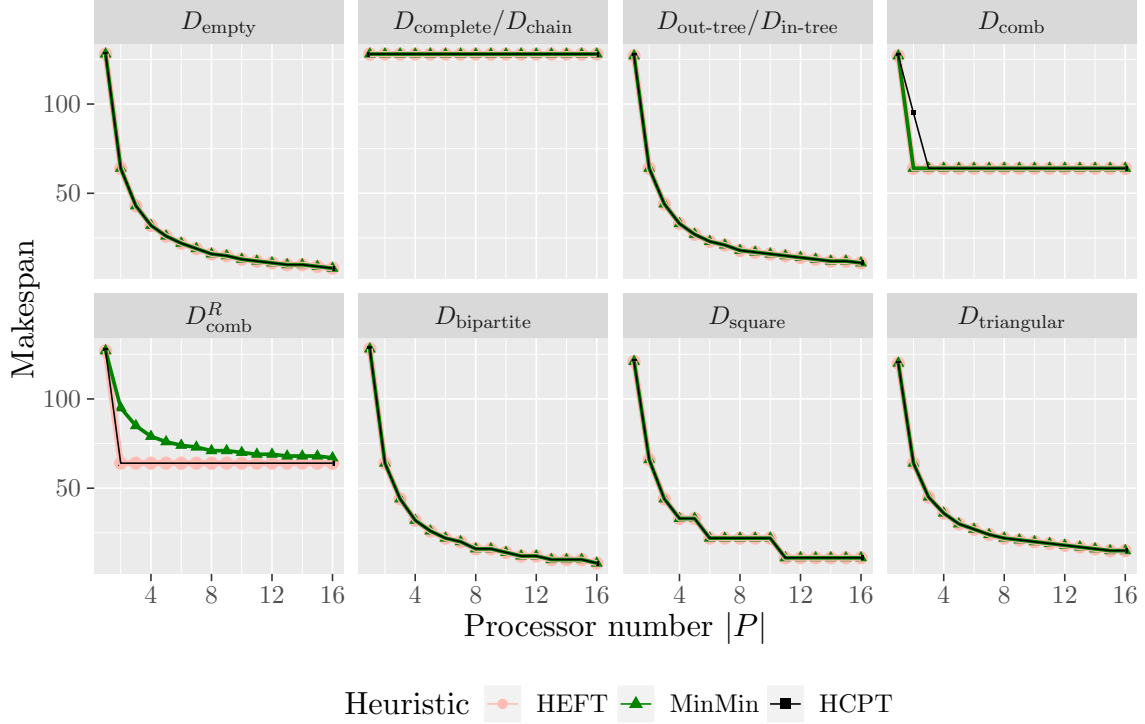 D_empty D_complete/D_chain D_out-tree/D_in-tree D_comb
100
50
D^R_comb D_bipartite D_square D_triangular
100
50
Makespan
4 8 12 16 4 8 12 16 4 8 12 16 4 8 12 16
Processor number |P|
Heuristic HEFT MinMin HCPT